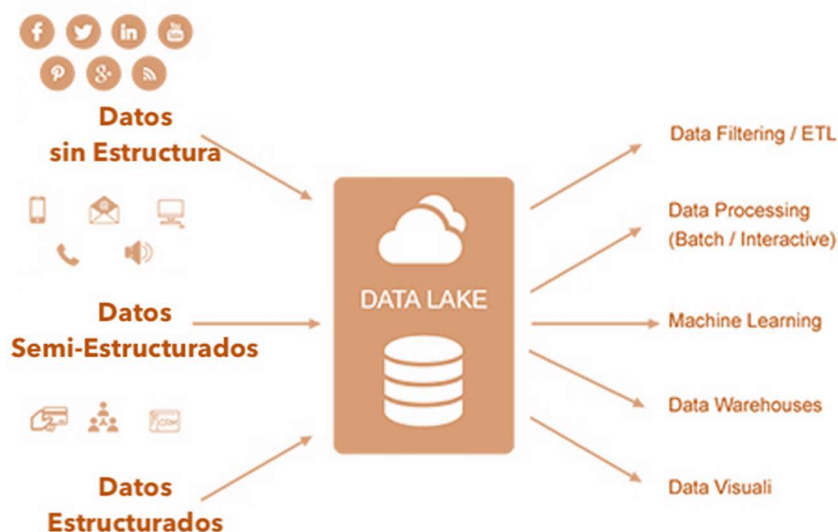 Datos
sin Estructura
Datos
Semi-Estructurados
CRM
Datos
Estructurados
DATA LAKE
Data Filtering / ETL
Data Processing
(Batch / Interactive)
Machine Learning
Data Warehouses
Data Visuali